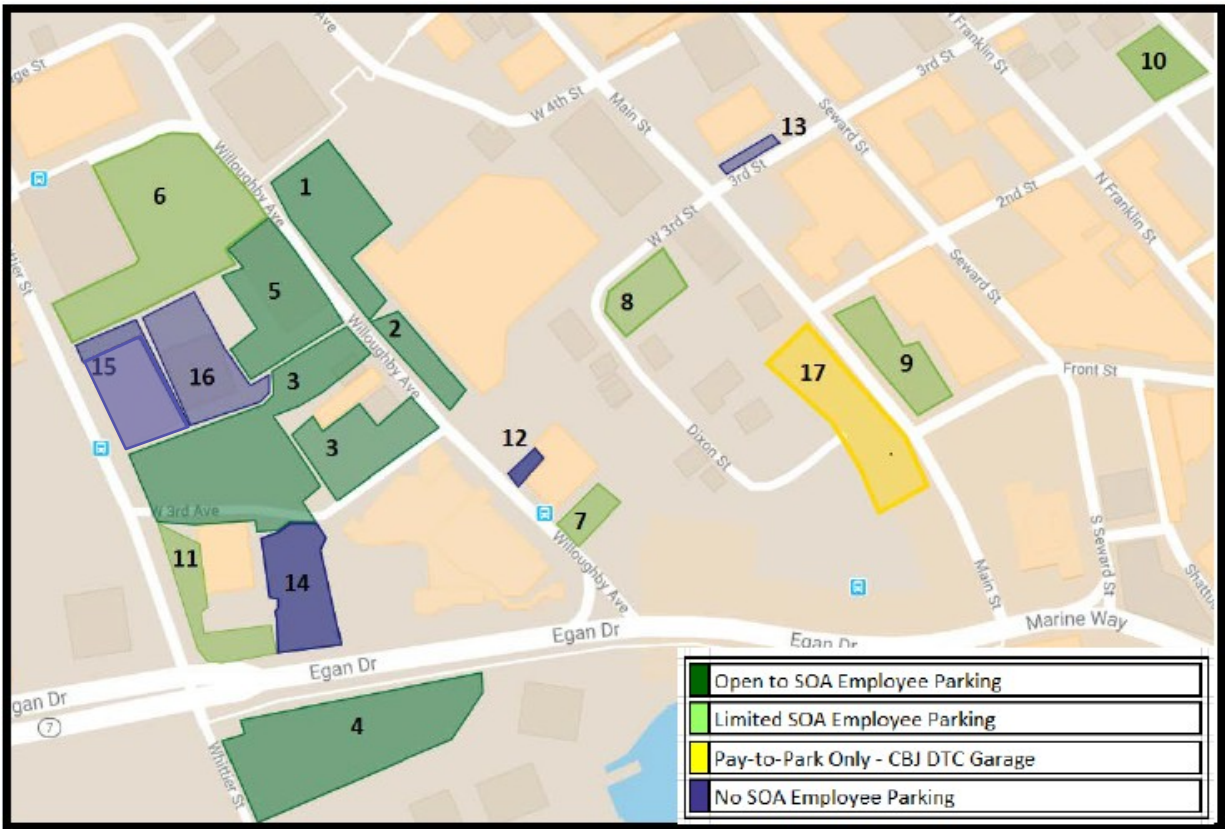 Ave
age St
W 4th St
Main St
Seward St
3rd St
N Franklin St
10
13
3rd St
2nd St
N Franklin St
Willoughby Ave
1
6
W 3rd St
Seward St
5
8
2
Willoughby Ave
17
9
Front St
15
16
3
3
12
Dixon St
7
W 3rd Ave
11
14
Willoughby Ave
Main St
S Seward St
Egan Dr
Egan Dr
Marine Way
Egan Dr
gan Dr
7
4
Whittier St
Open to SOA Employee Parking
Limited SOA Employee Parking
Pay-to-Park Only - CBJ DTC Garage
No SOA Employee Parking